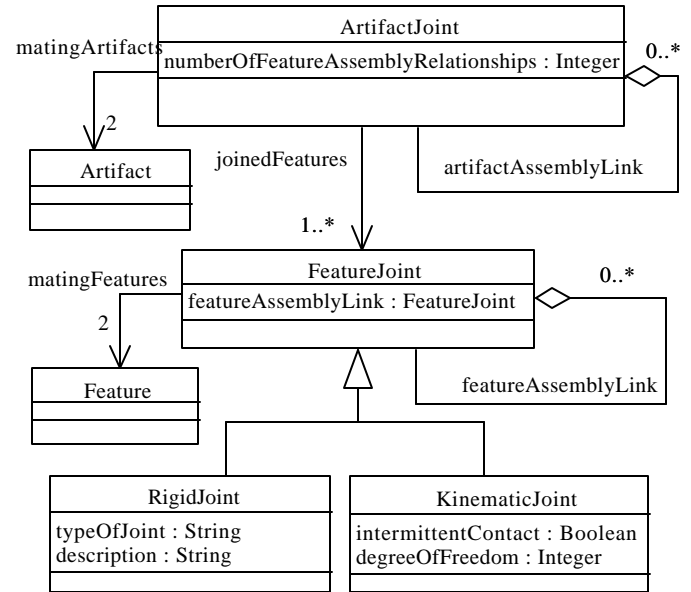 ArtifactJoint
matingArtifacts
numberOfFeatureAssemblyRelationships : Integer
0..*
2
Artifact
joinedFeatures
artifactAssemblyLink
1..*
FeatureJoint
matingFeatures
featureAssemblyLink : FeatureJoint
0..*
2
Feature
featureAssemblyLink
RigidJoint
typeOfJoint : String
description : String
KinematicJoint
intermittentContact : Boolean
degreeOfFreedom : Integer